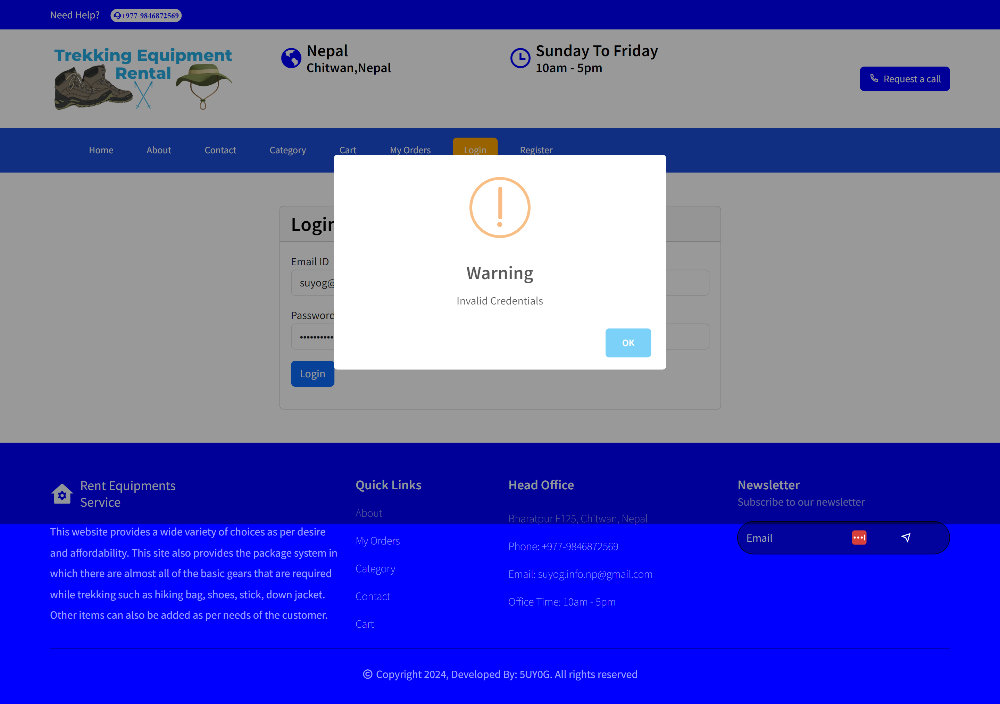 Need Help?
+977-9846872569
Trekking Equipment
Rental
Nepal
Chitwan,Nepal
Sunday To Friday
10am - 5pm
Request a call
Home
About
Contact
Category
Cart
My Orders
Login
Register
Login
Email ID
suyog@
Password
Login
Warning
Invalid Credentials
OK
Rent Equipments
Service
This website provides a wide variety of choices as per desire
and affordability. This site also provides the package system in
which there are almost all of the basic gears that are required
while trekking such as hiking bag, shoes, stick, down jacket.
Other items can also be added as per needs of the customer.
Quick Links
About
My Orders
Category
Contact
Cart
Head Office
Bharatpur F125, Chitwan, Nepal
Phone: +977-9846872569
Email: suyog.info.np@gmail.com
Office Time: 10am - 5pm
Newsletter
Subscribe to our newsletter
Email
© Copyright 2024, Developed By: 5UY0G. All rights reserved